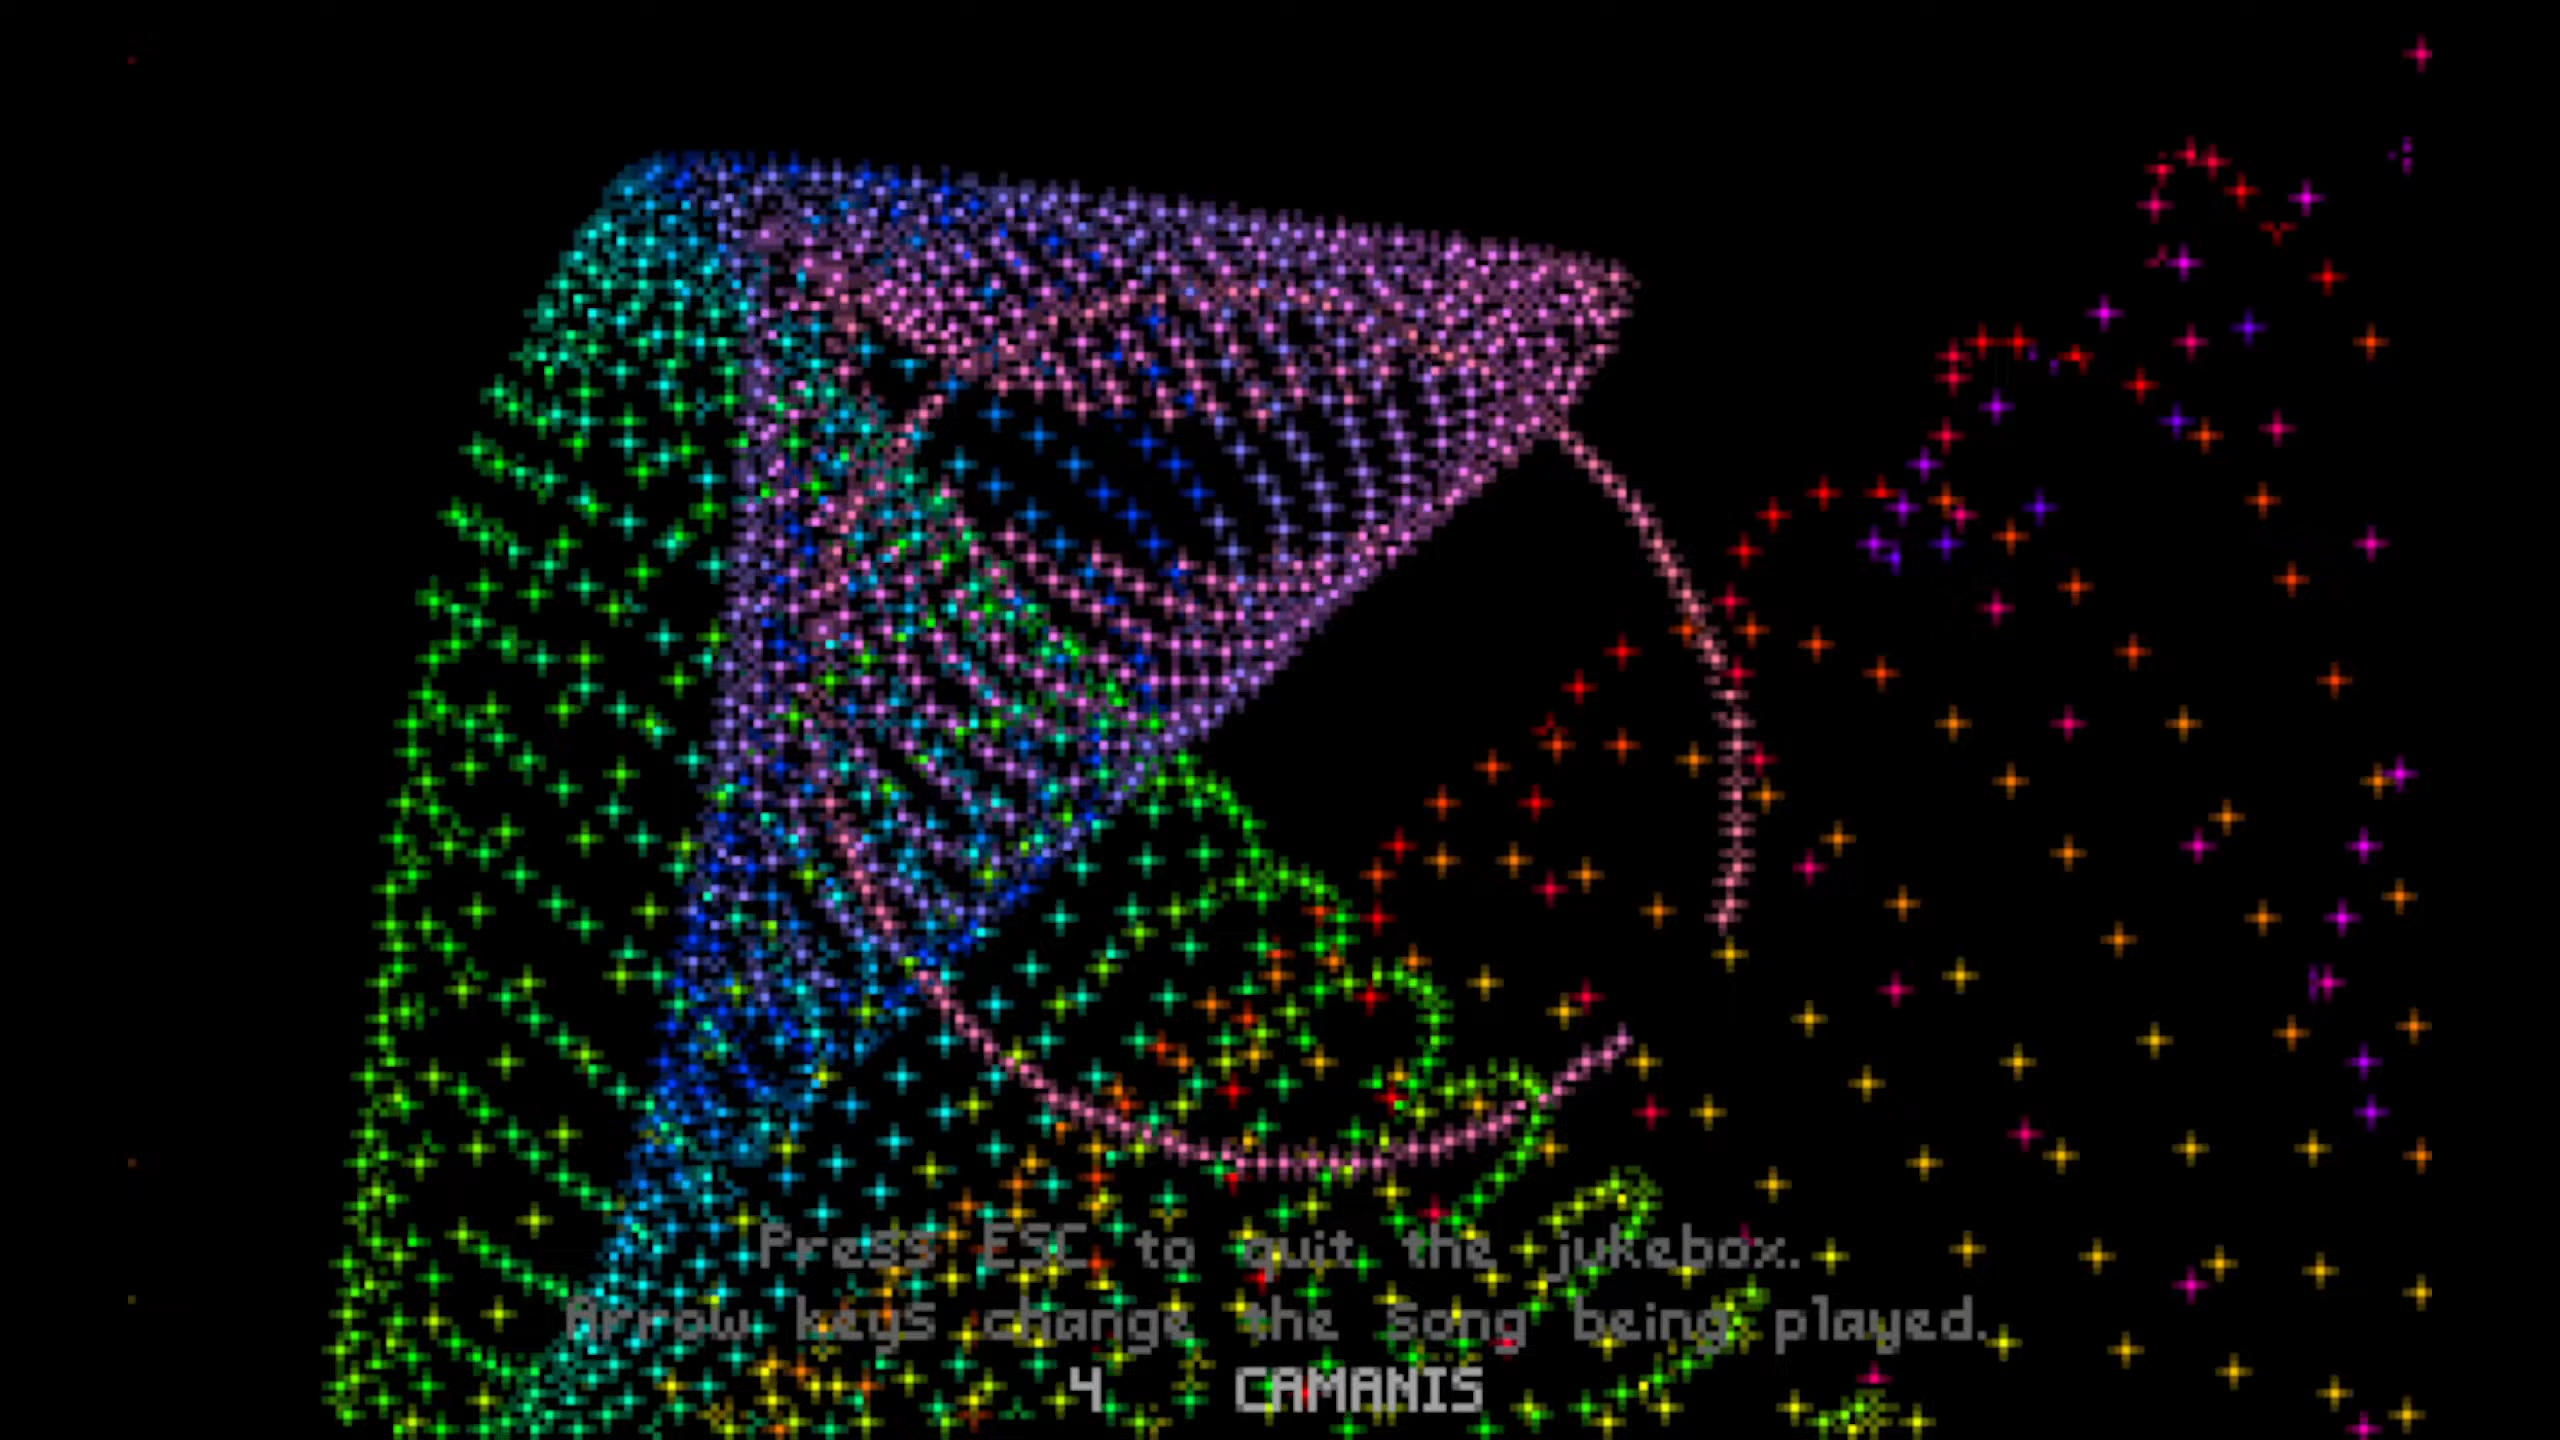 Press ESC to quit the jukebox.
Arrow keys change the song being played.
4 CAMANIS